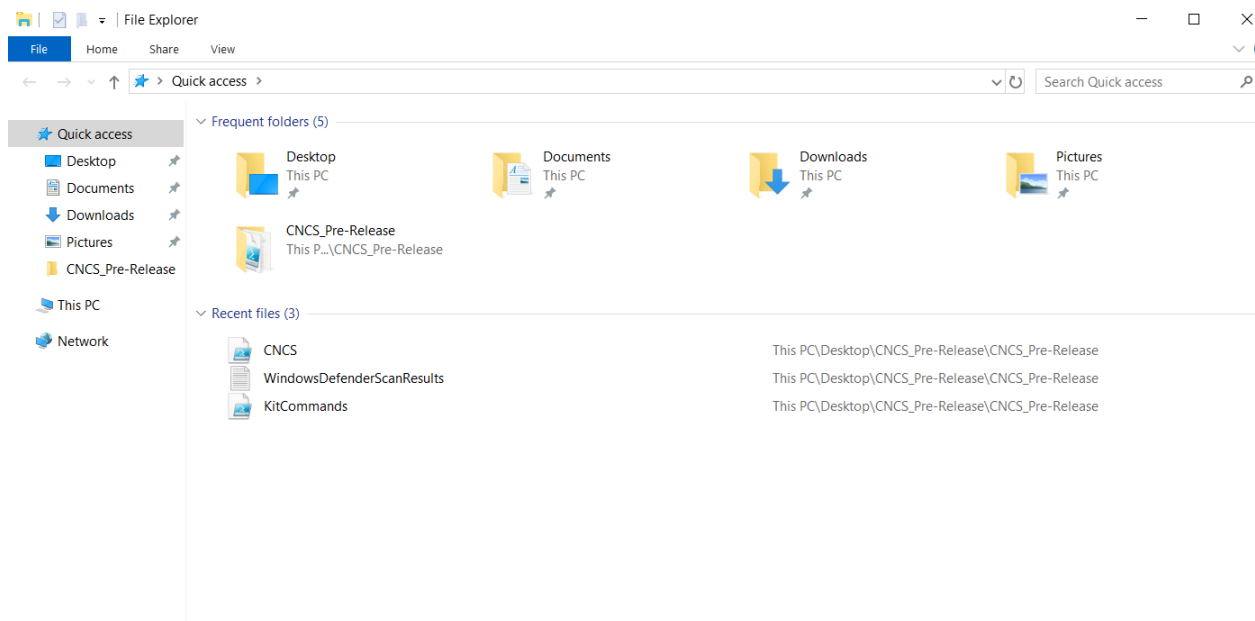 File Explorer
File Home Share View
Quick access
Search Quick access
Quick access
Desktop
Documents
Downloads
Pictures
CNCS_Pre-Release
This PC
Network
Frequent folders (5)
Desktop
This PC
Documents
This PC
Downloads
This PC
Pictures
This PC
CNCS_Pre-Release
This P...\CNCS_Pre-Release
Recent files (3)
CNCS This PC\Desktop\CNCS_Pre-Release\CNCS_Pre-Release
WindowsDefenderScanResults This PC\Desktop\CNCS_Pre-Release\CNCS_Pre-Release
KitCommands This PC\Desktop\CNCS_Pre-Release\CNCS_Pre-Release